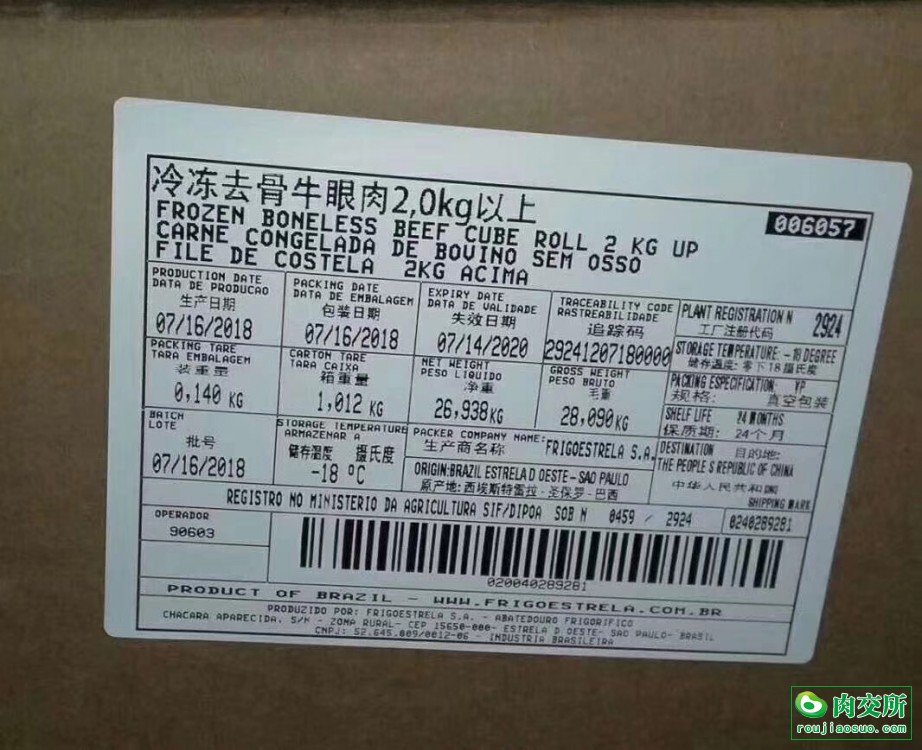 冷冻去骨牛眼肉2,0kg以上
FROZEN BONELESS BEEF CUBE ROLL 2 KG UP
CARNE CONGELADA DE BOVINO SEM OSSO
FILE DE COSTELA 2KG ACIMA
006057
PRODUCTION DATE
DATA DE PRODUCAO
生产日期
07/16/2018
PACKING DATE
DATA DE EMBALAGEM
包装日期
07/16/2018
EXPIRY DATE
DATA DE VALIDADE
失效日期
07/14/2020
TRACEABILITY CODE
RASTREABILIDADE
追踪码
29241207180000
PLANT REGISTRATION N
工厂注册代码
2924
STORAGE TEMPERATURE: -18 DEGREE
储存温度: 零下18摄氏度
PACKING TARE
TARA EMBALAGEM
装重量
0,140 KG
CARTON TARE
TARA CAIXA
箱重量
1,012 KG
NET WEIGHT
PESO LIQUIDO
净重
26,938KG
GROSS WEIGHT
PESO BRUTO
毛重
28,090KG
PACKING ESPECIFICATION: VP
规格: 真空包装
SHELF LIFE 24 MONTHS
保质期: 24个月
BATCH
LOTE
批号
07/16/2018
STORAGE TEMPERATURE
ARMAZENAR A
储存温度 摄氏度
-18 °C
PACKER COMPANY NAME:
生产商名称
FRIGOESTRELA S.A.
ORIGIN:BRAZIL ESTRELA D OESTE-SAO PAULO
原产地: 西埃斯特雷拉-圣保罗-巴西
DESTINATION 目的地:
THE PEOPLE S REPUBLIC OF CHINA
中华人民共和国
SHIPPING MARK
0240289281
REGISTRO NO MINISTERIO DA AGRICULTURA SIF/DIPOA SOB N 0459 / 2924
OPERADOR
90603
020040289281
PRODUCT OF BRAZIL - WWW.FRIGOESTRELA.COM.BR
PRODUZIDO POR: FRIGOESTRELA S.A. - ABATEDOURO FRIGORIFICO
CHACARA APARECIDA. S/N - ZONA RURAL- CEP 15650-000- ESTRELA D OESTE- SAO PAULO- BRASIL
CNPJ: 52.645.009/0012-06 - INDUSTRIA BRASILEIRA
肉交所
roujiaosuo.com